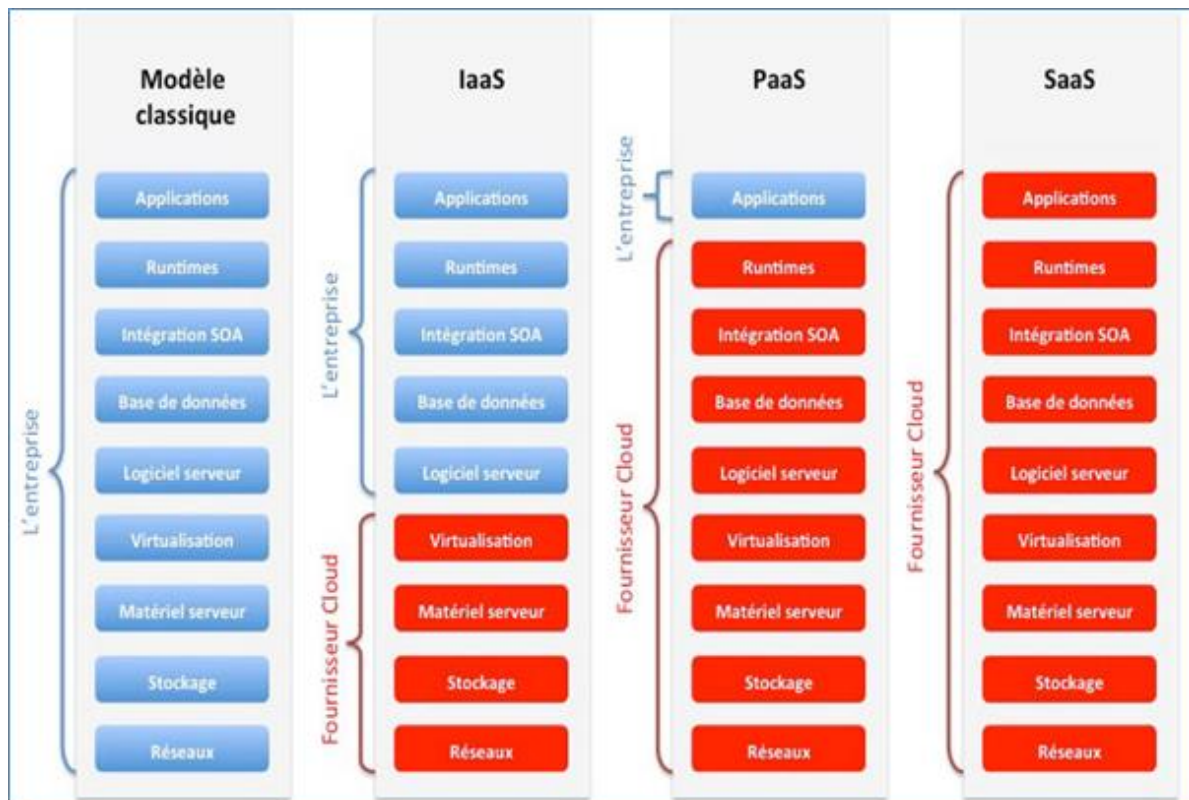 Modèle
classique
L'entreprise
Applications
Runtimes
Intégration SOA
Base de données
Logiciel serveur
Virtualisation
Matériel serveur
Stockage
Réseaux
IaaS
L'entreprise
Applications
Runtimes
Intégration SOA
Base de données
Logiciel serveur
Fournisseur Cloud
Virtualisation
Matériel serveur
Stockage
Réseaux
PaaS
L'entreprise
Applications
Fournisseur Cloud
Runtimes
Intégration SOA
Base de données
Logiciel serveur
Virtualisation
Matériel serveur
Stockage
Réseaux
SaaS
Fournisseur Cloud
Applications
Runtimes
Intégration SOA
Base de données
Logiciel serveur
Virtualisation
Matériel serveur
Stockage
Réseaux